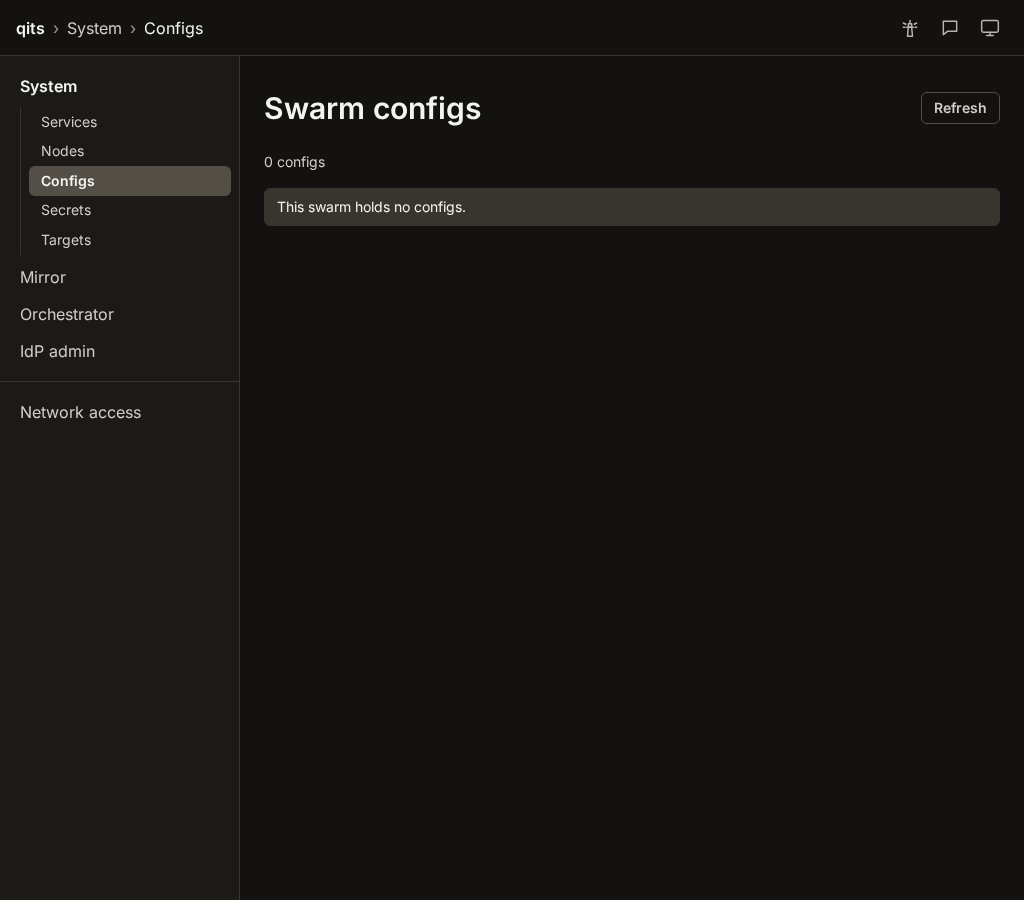 qits › System › Configs
System
Services
Nodes
Configs
Secrets
Targets
Mirror
Orchestrator
IdP admin
Network access
Swarm configs
Refresh
0 configs
This swarm holds no configs.